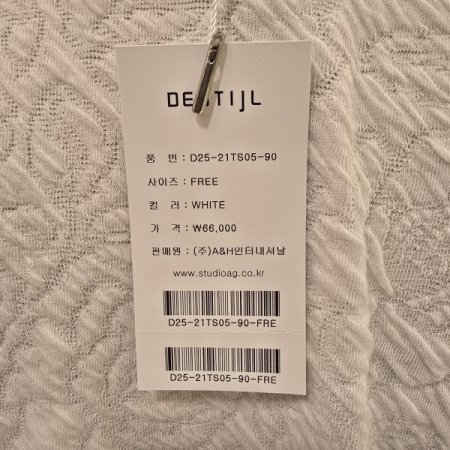 DESTIJL
품 번 : D25-21TS05-90
사이즈 : FREE
컬 러 : WHITE
가 격 : ₩66,000
판매원 : (주)A&H인터내셔날
www.studioag.co.kr
D25-21TS05-90-FRE
D25-21TS05-90-FRE